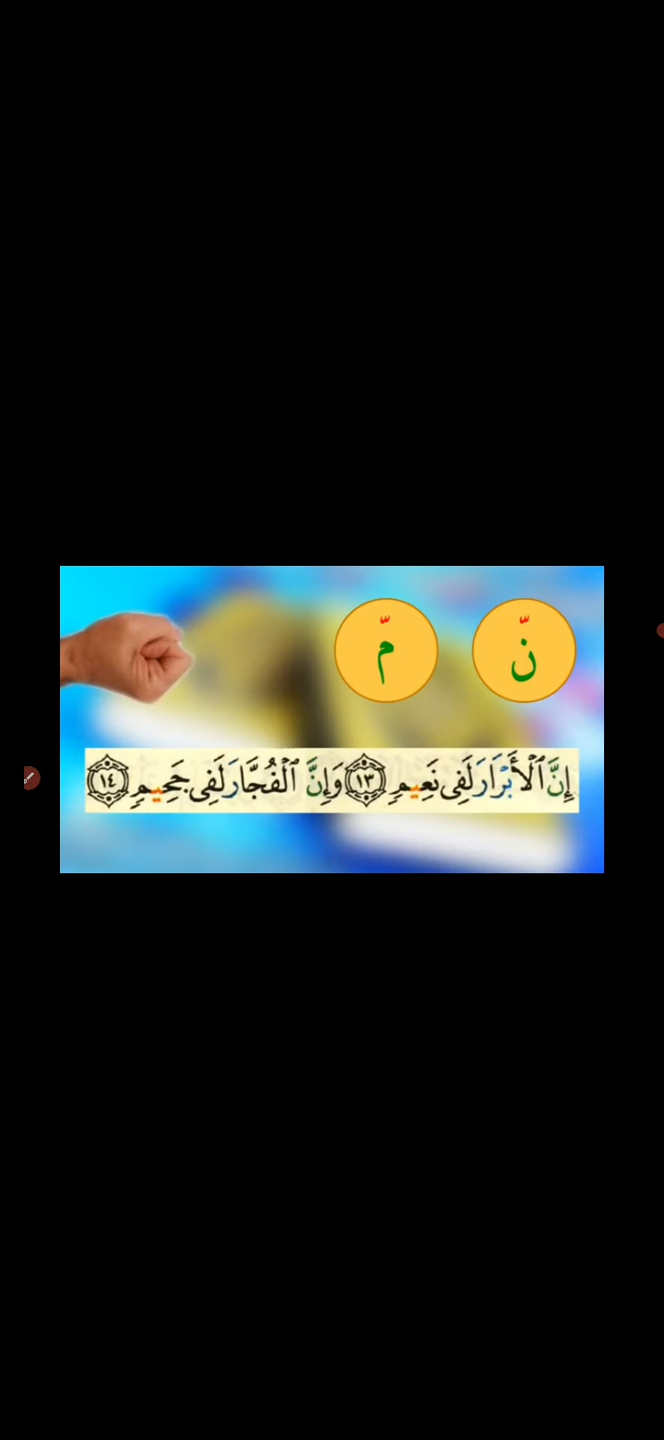 نّ مّ
إِنَّ ٱلْأَبْرَارَ لَفِى نَعِيمٍ ١٣ وَإِنَّ ٱلْفُجَّارَ لَفِى جَحِيمٍ ١٤